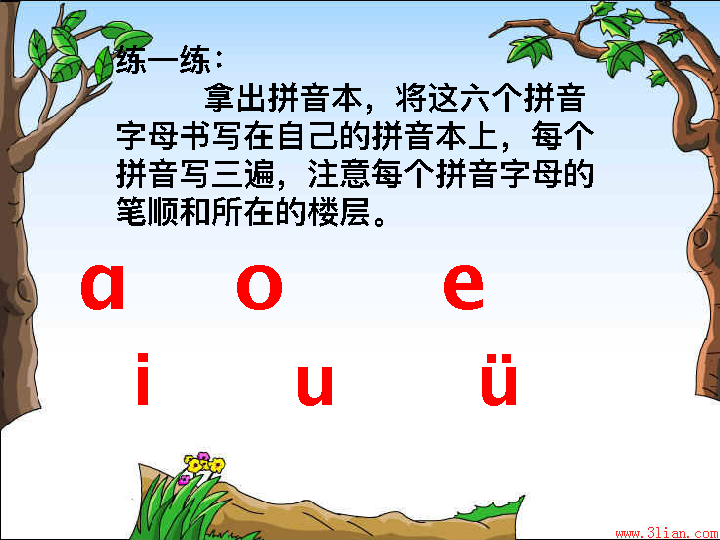 练一练：
拿出拼音本，将这六个拼音
字母书写在自己的拼音本上，每个
拼音写三遍，注意每个拼音字母的
笔顺和所在的楼层。
ɑ o e
i u ü
www.3lian.com